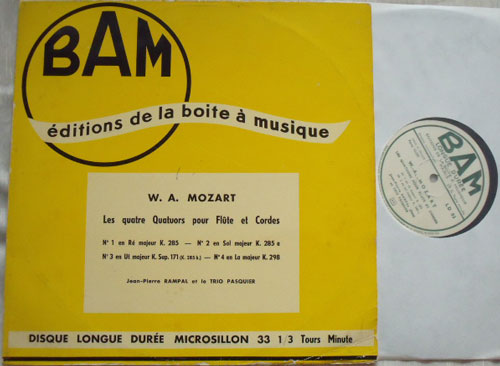 BAM
éditions de la boite à musique
W. A. MOZART
Les quatre Quatuors pour Flûte et Cordes
N° 1 en Ré majeur K. 285 — N° 2 en Sol majeur K. 285 a
N° 3 en Ut majeur K. Sup. 171 (K. 285 b.) — N° 4 en La majeur K. 298
Jean-Pierre RAMPAL et le TRIO PASQUIER
DISQUE LONGUE DURÉE MICROSILLON 33 1/3 Tours Minute
BAM
W. A. MOZART